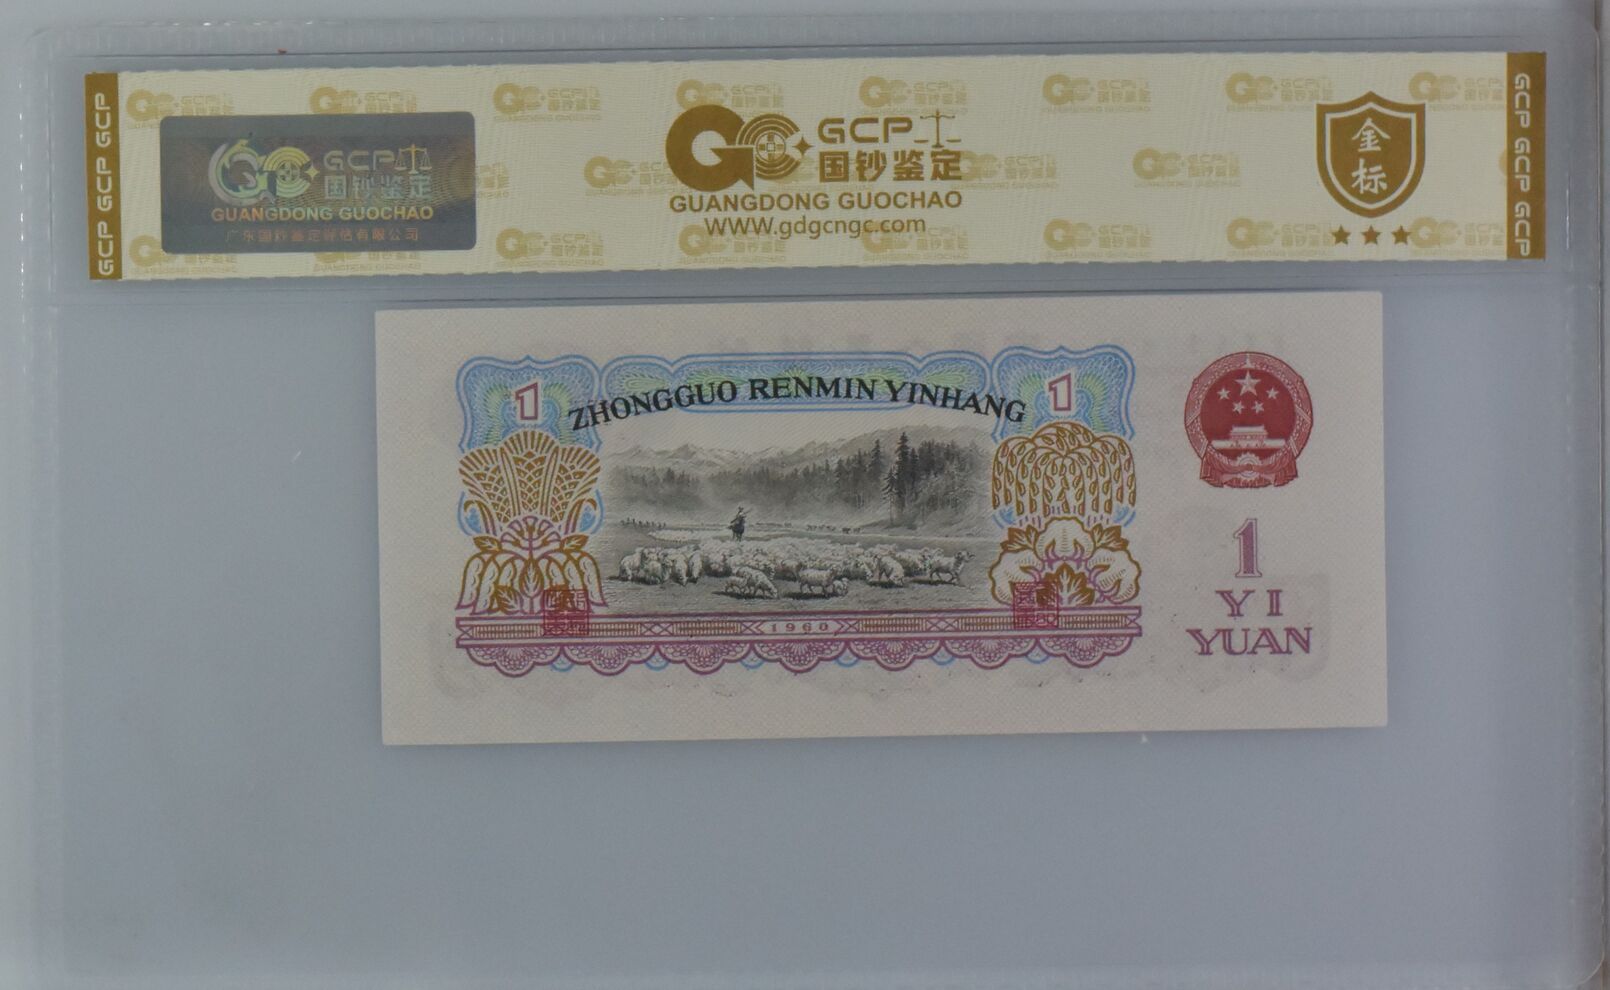 GCP GCP GCP
GCP
国钞鉴定
GUANGDONG GUOCHAO
广东国钞鉴定评估有限公司
GCP
国钞鉴定
GUANGDONG GUOCHAO
WWW.gdgcngc.com
金标
GCP GCP GCP
1
ZHONGGUO RENMIN YINHANG
1
1960
1
YI
YUAN